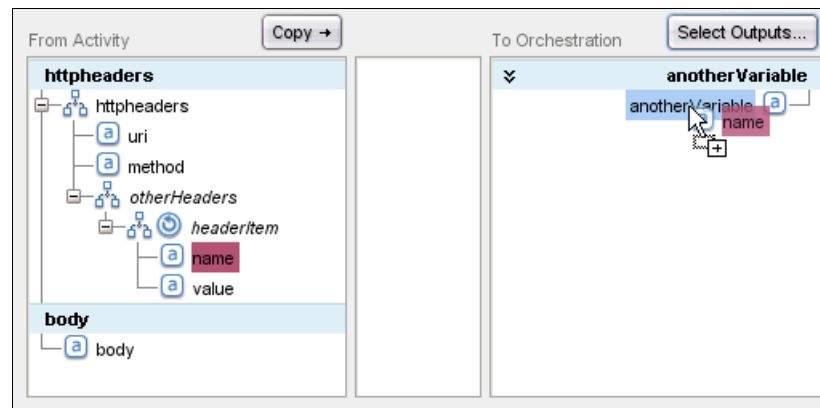 From Activity
Copy →
To Orchestration
Select Outputs...
httpheaders
httpheaders
a uri
a method
otherHeaders
headerItem
a name
a value
body
a body
anotherVariable
anotherVariable a
a name